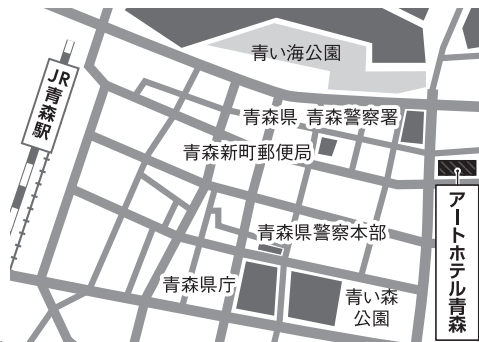 青い海公園
JR青森駅
青森県 青森警察署
青森新町郵便局
アートホテル青森
青森県警察本部
青森県庁
青い森
公園